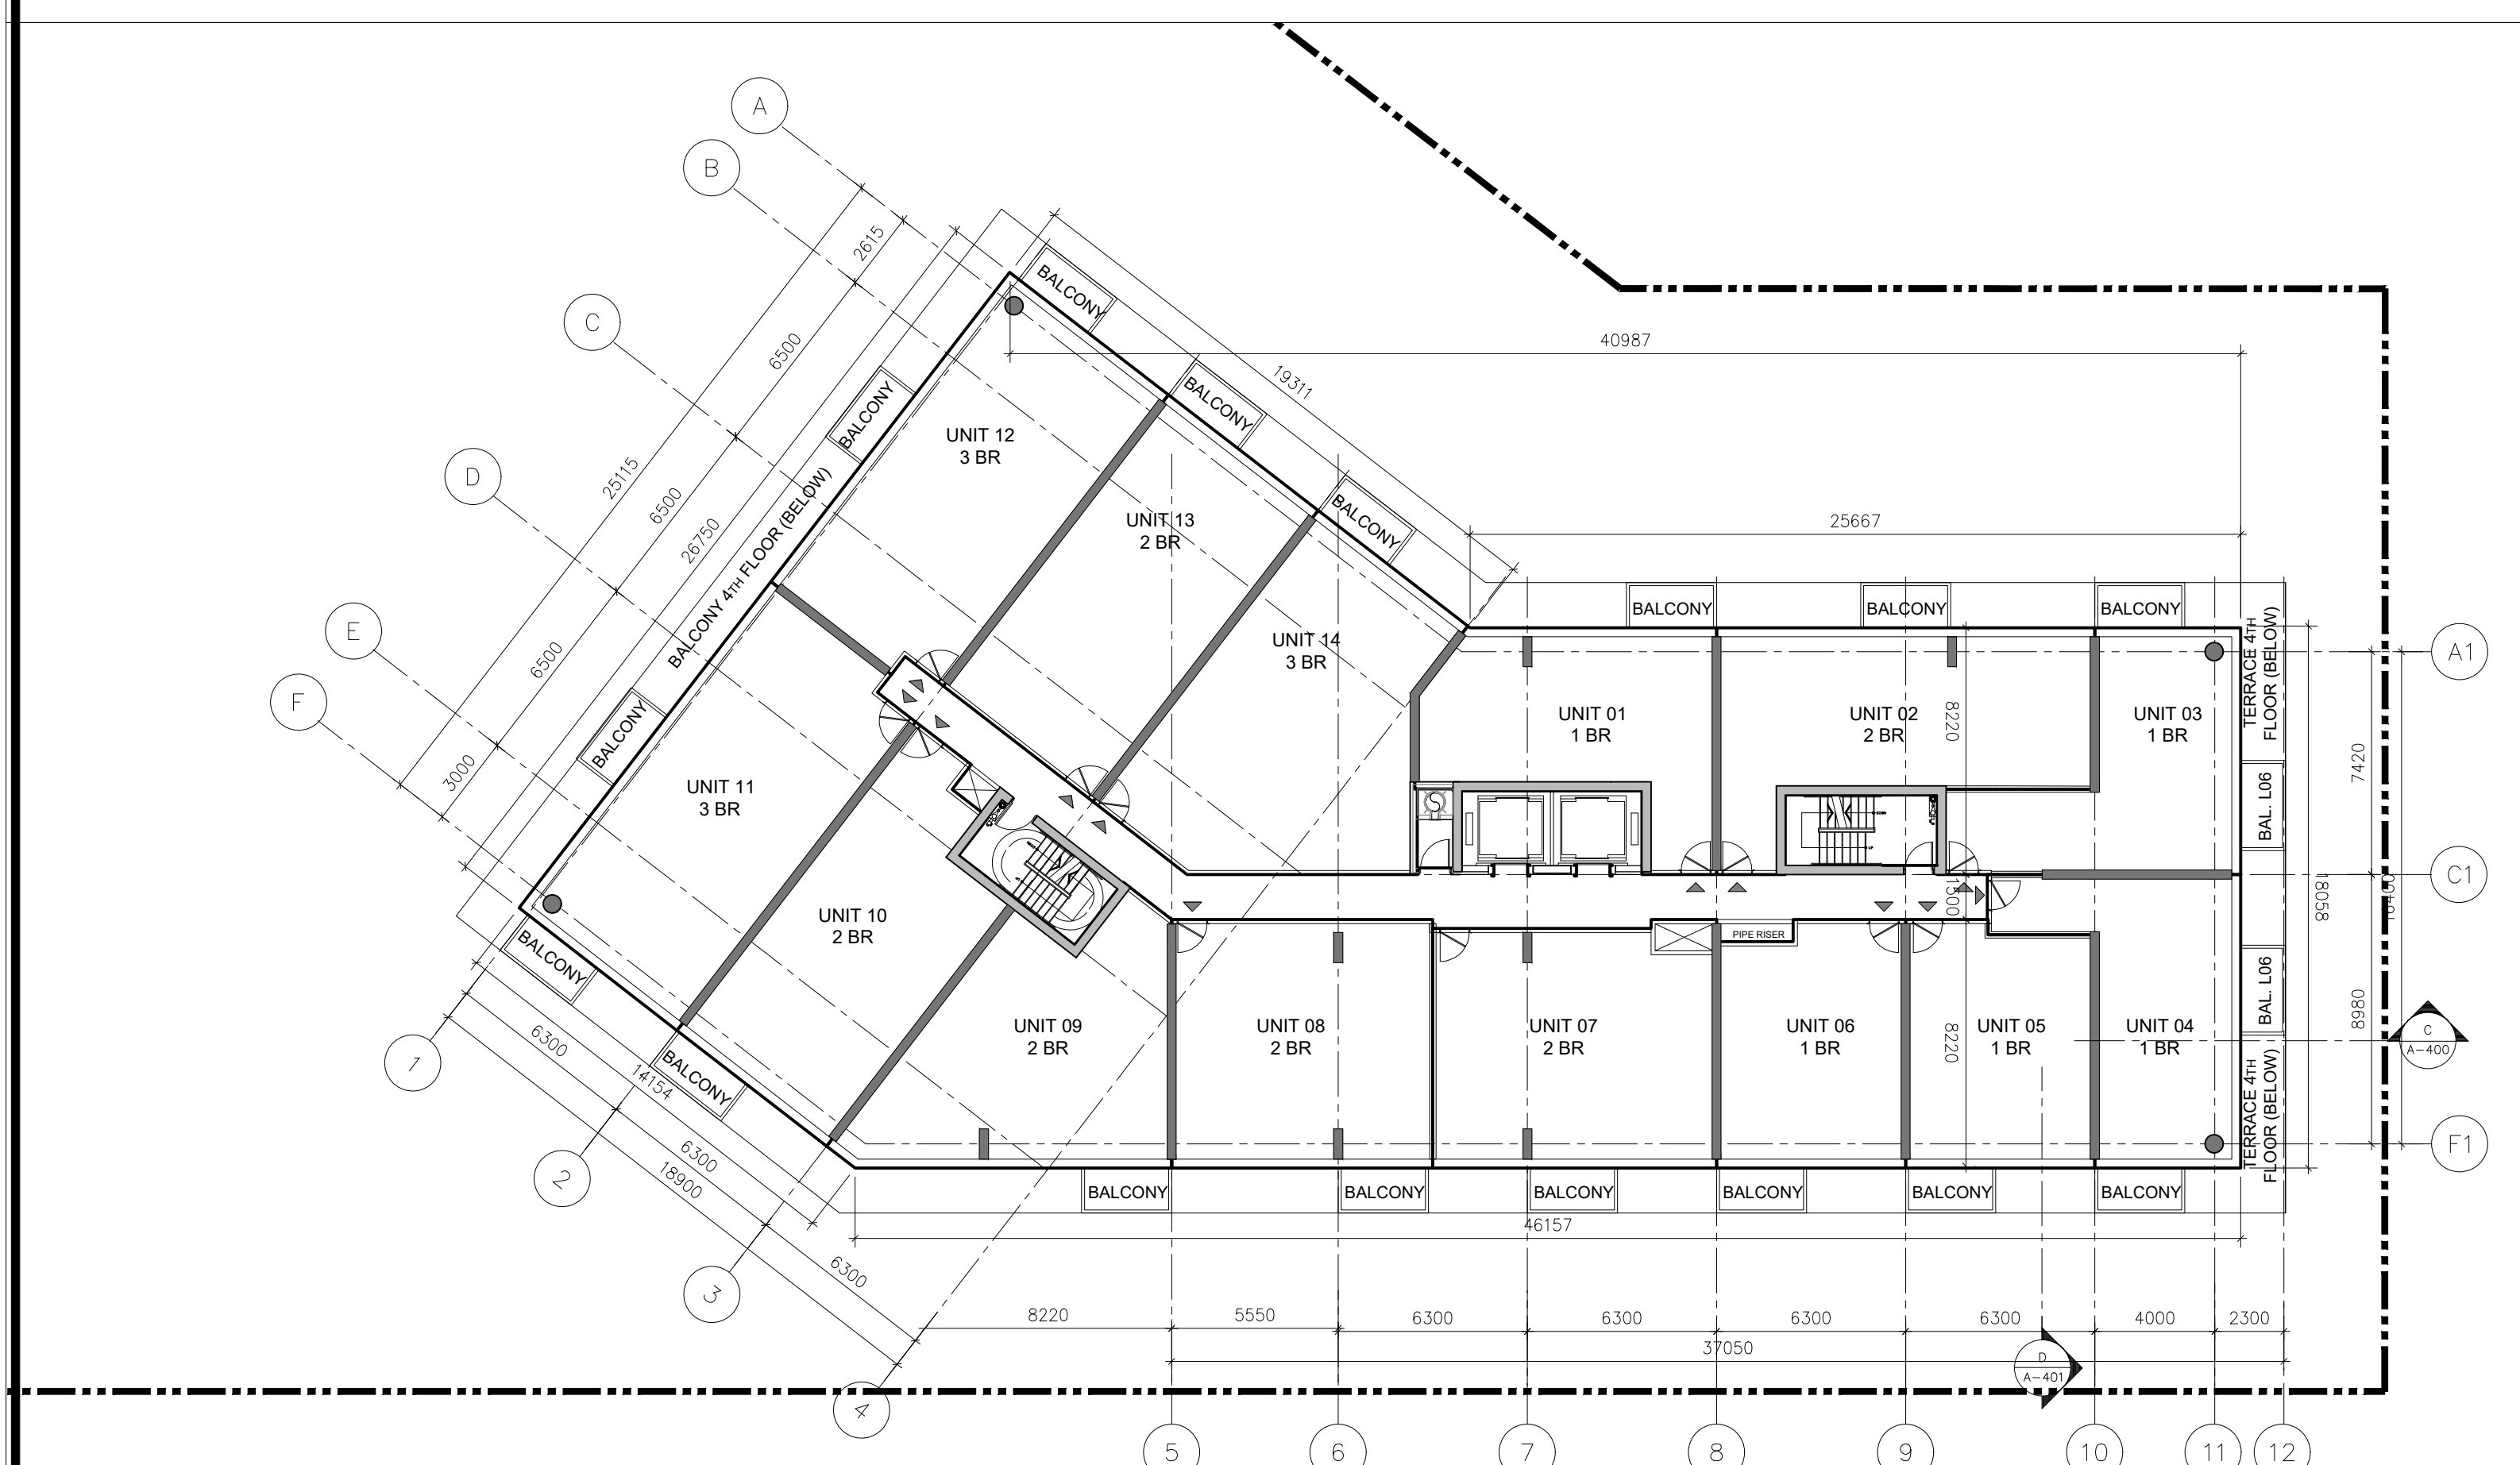 A
B
C
D
E
F
2615
6500
6500
6500
3000
25115
26750
19311
40987
25667
BALCONY
BALCONY
BALCONY
BALCONY
BALCONY
BALCONY
BALCONY
BALCONY 4TH FLOOR (BELOW)
UNIT 12
3 BR
UNIT 13
2 BR
UNIT 14
3 BR
UNIT 11
3 BR
UNIT 10
2 BR
UNIT 09
2 BR
BALCONY
BALCONY
BALCONY
UNIT 01
1 BR
UNIT 02
2 BR
UNIT 03
1 BR
8220
1500
8220
TERRACE 4TH
FLOOR (BELOW)
BAL. L06
BAL. L06
TERRACE 4TH
FLOOR (BELOW)
A1
C1
F1
7420
8980
18058
16400
PIPE RISER
UNIT 08
2 BR
UNIT 07
2 BR
UNIT 06
1 BR
UNIT 05
1 BR
UNIT 04
1 BR
C
A-400
BALCONY
BALCONY
BALCONY
BALCONY
BALCONY
BALCONY
46157
6300
14154
6300
18900
6300
8220
5550
6300
6300
6300
6300
4000
2300
37050
D
A-401
1
2
3
4
5
6
7
8
9
10
11
12